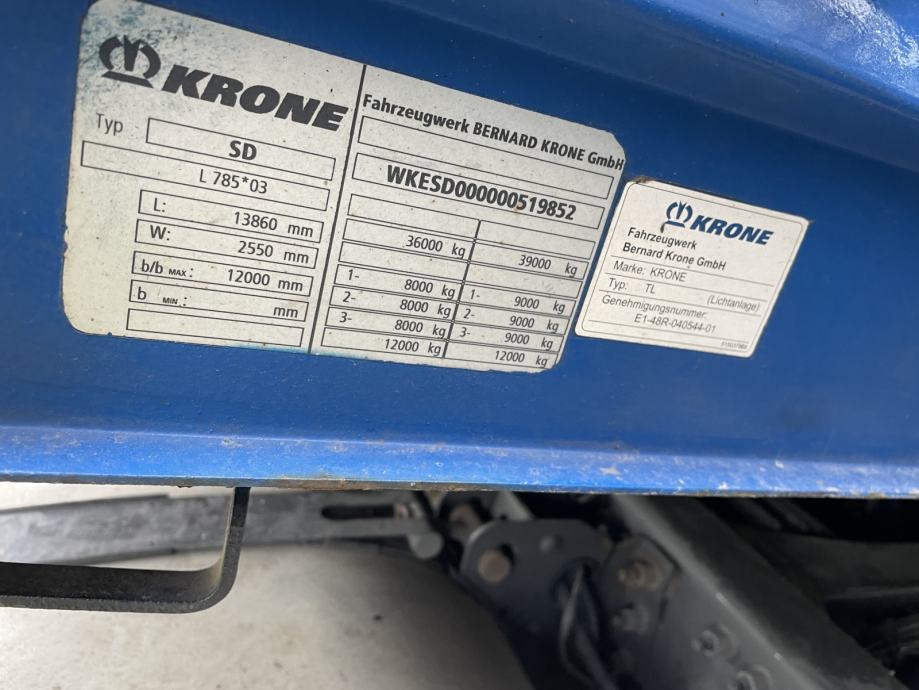 KRONE
Typ
SD
L 785*03
L: 13860 mm
W: 2550 mm
b/b MAX: 12000 mm
b MIN: mm
Fahrzeugwerk BERNARD KRONE GmbH
WKESD000000519852
36000 kg 39000 kg
1- 8000 kg 1- 9000 kg
2- 8000 kg 2- 9000 kg
3- 8000 kg 3- 9000 kg
12000 kg 12000 kg
KRONE
Fahrzeugwerk
Bernard Krone GmbH
Marke: KRONE
Typ: TL (Lichtanlage)
Genehmigungsnummer:
E1-48R-040544-01